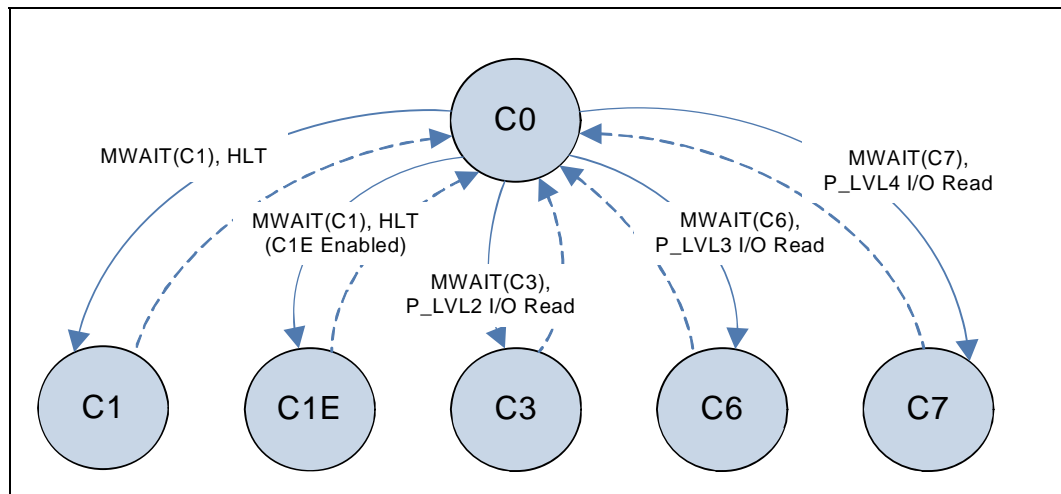 C0
MWAIT(C1), HLT
MWAIT(C7),
P_LVL4 I/O Read
MWAIT(C1), HLT
(C1E Enabled)
MWAIT(C6),
P_LVL3 I/O Read
MWAIT(C3),
P_LVL2 I/O Read
C1
C1E
C3
C6
C7